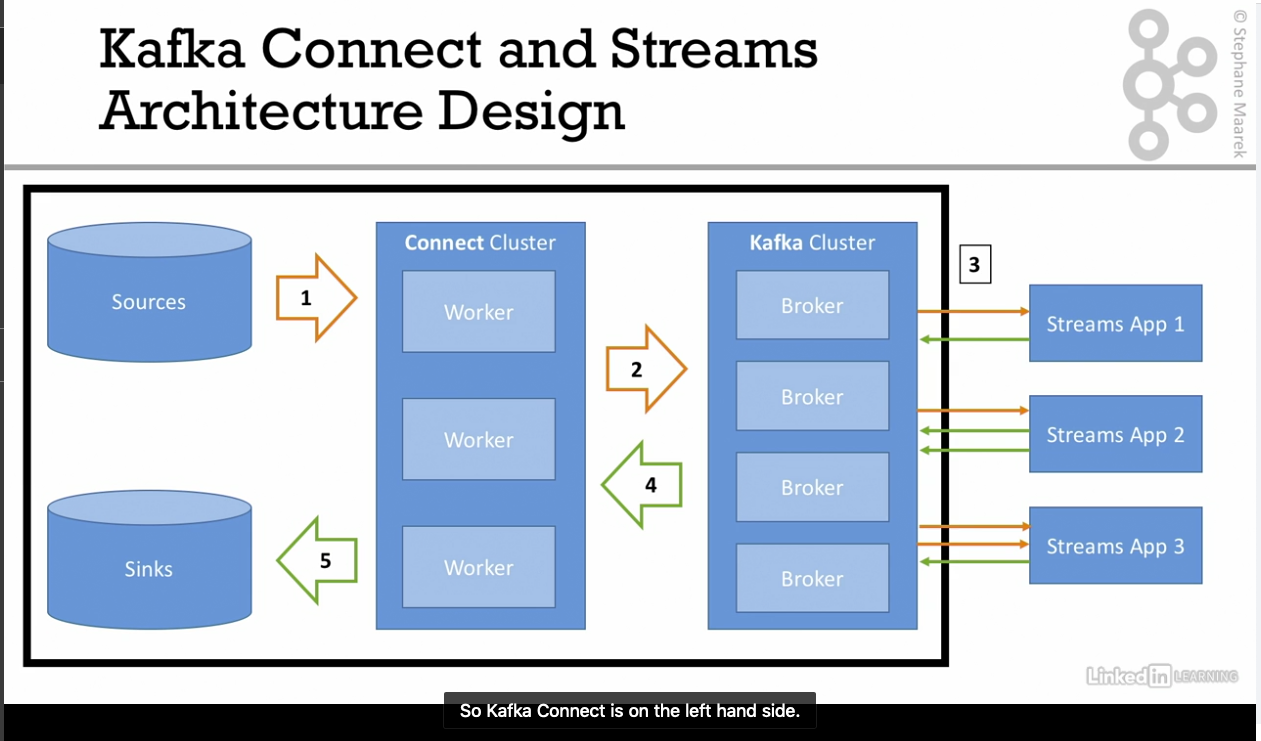 Kafka Connect and Streams
Architecture Design
© Stephane Maarek
Sources
1
Connect Cluster
Worker
Worker
Worker
2
4
5
Sinks
Kafka Cluster
Broker
Broker
Broker
Broker
3
Streams App 1
Streams App 2
Streams App 3
Linked in LEARNING
So Kafka Connect is on the left hand side.